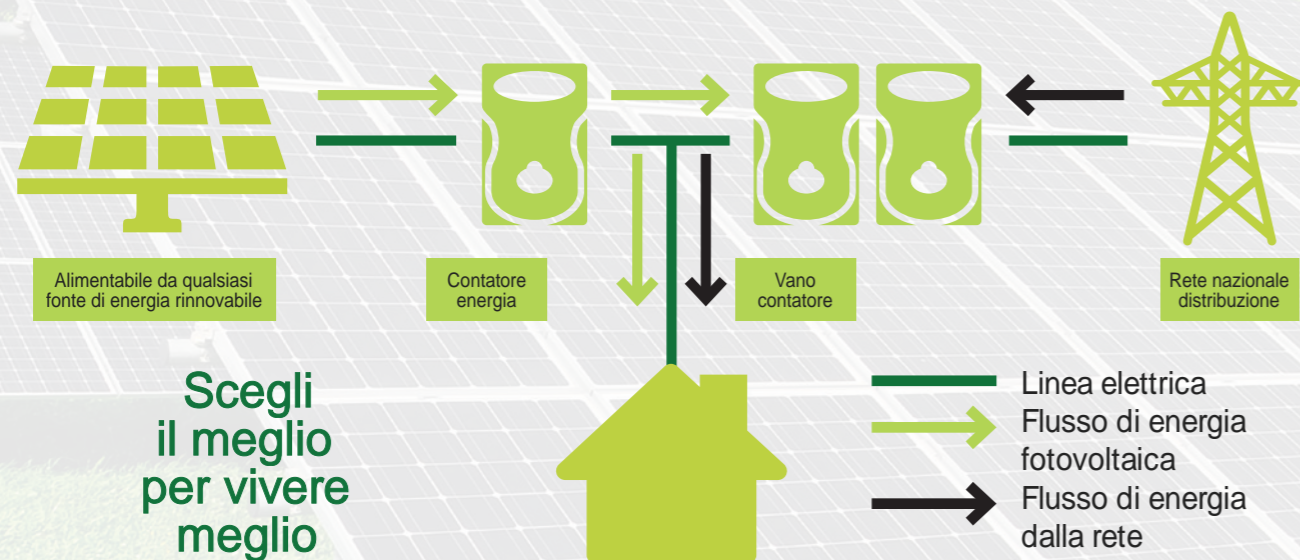 Alimentabile da qualsiasi
fonte di energia rinnovabile
Contatore
energia
Vano
contatore
Rete nazionale
distribuzione
Scegli
il meglio
per vivere
meglio
Linea elettrica
Flusso di energia
fotovoltaica
Flusso di energia
dalla rete